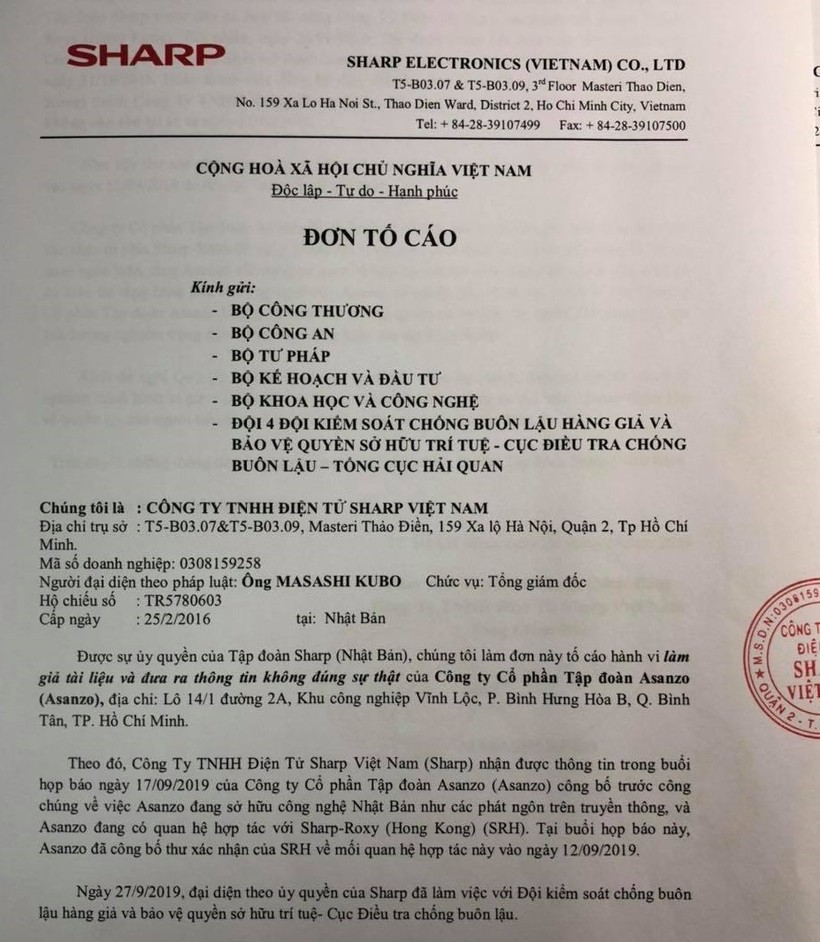 SHARP
SHARP ELECTRONICS (VIETNAM) CO., LTD
T5-B03.07 & T5-B03.09, 3rd Floor Masteri Thao Dien,
No. 159 Xa Lo Ha Noi St., Thao Dien Ward, District 2, Ho Chi Minh City, Vietnam
Tel: + 84-28-39107499 Fax: + 84-28-39107500
CỘNG HOÀ XÃ HỘI CHỦ NGHĨA VIỆT NAM
Độc lập - Tự do - Hạnh phúc
ĐƠN TỐ CÁO
Kính gửi:
- BỘ CÔNG THƯƠNG
- BỘ CÔNG AN
- BỘ TƯ PHÁP
- BỘ KẾ HOẠCH VÀ ĐẦU TƯ
- BỘ KHOA HỌC VÀ CÔNG NGHỆ
- ĐỘI 4 ĐỘI KIỂM SOÁT CHỐNG BUÔN LẬU HÀNG GIẢ VÀ
BẢO VỆ QUYỀN SỞ HỮU TRÍ TUỆ - CỤC ĐIỀU TRA CHỐNG
BUÔN LẬU – TỔNG CỤC HẢI QUAN
Chúng tôi là : CÔNG TY TNHH ĐIỆN TỬ SHARP VIỆT NAM
Địa chỉ trụ sở : T5-B03.07&T5-B03.09, Masteri Thảo Điền, 159 Xa lộ Hà Nội, Quận 2, Tp Hồ Chí
Minh.
Mã số doanh nghiệp: 0308159258
Người đại diện theo pháp luật: Ông MASASHI KUBO Chức vụ: Tổng giám đốc
Hộ chiếu số : TR5780603
Cấp ngày : 25/2/2016 tại: Nhật Bản
Được sự ủy quyền của Tập đoàn Sharp (Nhật Bản), chúng tôi làm đơn này tố cáo hành vi làm
giả tài liệu và đưa ra thông tin không đúng sự thật của Công ty Cổ phần Tập đoàn Asanzo
(Asanzo), địa chỉ: Lô 14/1 đường 2A, Khu công nghiệp Vĩnh Lộc, P. Bình Hưng Hòa B, Q. Bình
Tân, TP. Hồ Chí Minh.
Theo đó, Công Ty TNHH Điện Tử Sharp Việt Nam (Sharp) nhận được thông tin trong buổi
họp báo ngày 17/09/2019 của Công ty Cổ phần Tập đoàn Asanzo (Asanzo) công bố trước công
chúng về việc Asanzo đang sở hữu công nghệ Nhật Bản như các phát ngôn trên truyền thông, và
Asanzo đang có quan hệ hợp tác với Sharp-Roxy (Hong Kong) (SRH). Tại buổi họp báo này,
Asanzo đã công bố thư xác nhận của SRH về mối quan hệ hợp tác này vào ngày 12/09/2019.
Ngày 27/9/2019, đại diện theo ủy quyền của Sharp đã làm việc với Đội kiểm soát chống buôn
lậu hàng giả và bảo vệ quyền sở hữu trí tuệ- Cục Điều tra chống buôn lậu.
M.S.D.N:0308159
CÔNG T
ĐIỆ
SH
VIỆT
QUẬN 2 - T.